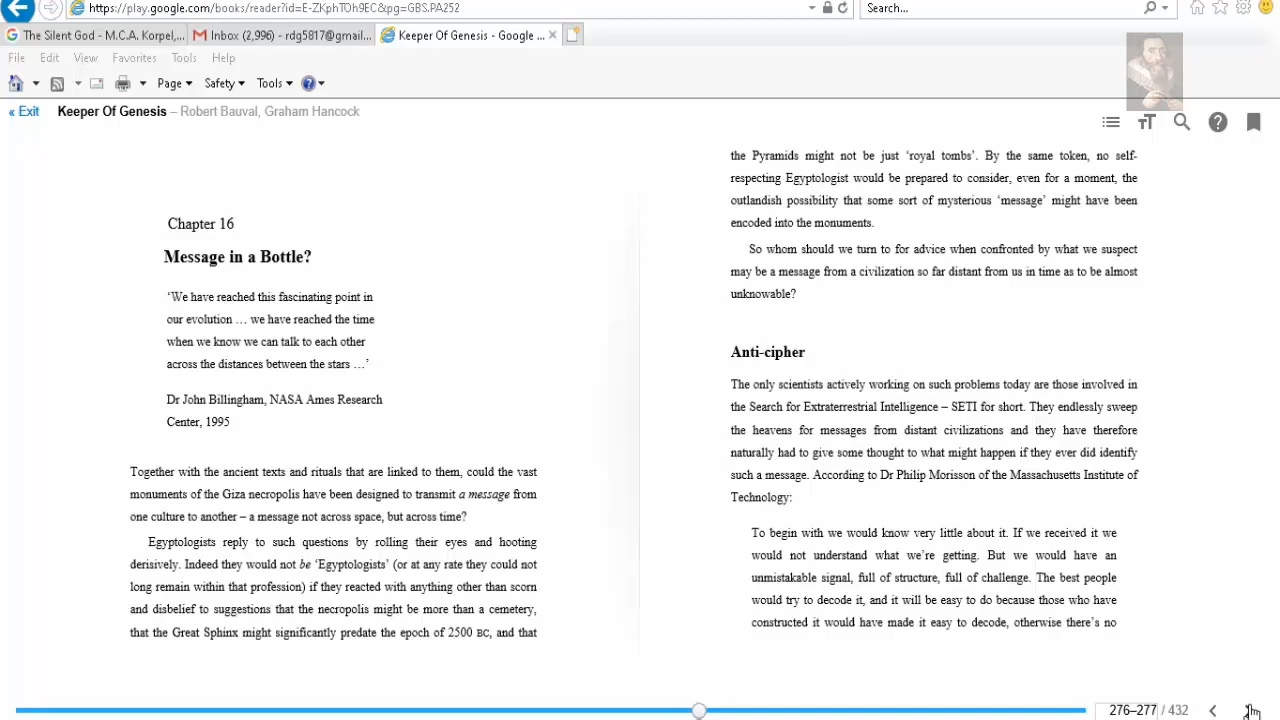 https://play.google.com/books/reader?id=E-ZKphTOh9EC&pg=GBS.PA252
Search...
The Silent God - M.C.A. Korpel,...
Inbox (2,996) - rdg5817@gmail...
Keeper Of Genesis - Google ...
File Edit View Favorites Tools Help
Page Safety Tools
« Exit Keeper Of Genesis – Robert Bauval, Graham Hancock
Chapter 16
Message in a Bottle?
‘We have reached this fascinating point in
our evolution … we have reached the time
when we know we can talk to each other
across the distances between the stars …’
Dr John Billingham, NASA Ames Research
Center, 1995
Together with the ancient texts and rituals that are linked to them, could the vast
monuments of the Giza necropolis have been designed to transmit a message from
one culture to another – a message not across space, but across time?
Egyptologists reply to such questions by rolling their eyes and hooting
derisively. Indeed they would not be ‘Egyptologists’ (or at any rate they could not
long remain within that profession) if they reacted with anything other than scorn
and disbelief to suggestions that the necropolis might be more than a cemetery,
that the Great Sphinx might significantly predate the epoch of 2500 BC, and that
the Pyramids might not be just ‘royal tombs’. By the same token, no self-
respecting Egyptologist would be prepared to consider, even for a moment, the
outlandish possibility that some sort of mysterious ‘message’ might have been
encoded into the monuments.
So whom should we turn to for advice when confronted by what we suspect
may be a message from a civilization so far distant from us in time as to be almost
unknowable?
Anti-cipher
The only scientists actively working on such problems today are those involved in
the Search for Extraterrestrial Intelligence – SETI for short. They endlessly sweep
the heavens for messages from distant civilizations and they have therefore
naturally had to give some thought to what might happen if they ever did identify
such a message. According to Dr Philip Morisson of the Massachusetts Institute of
Technology:
To begin with we would know very little about it. If we received it we
would not understand what we’re getting. But we would have an
unmistakable signal, full of structure, full of challenge. The best people
would try to decode it, and it will be easy to do because those who have
constructed it would have made it easy to decode, otherwise there’s no
276–277 / 432